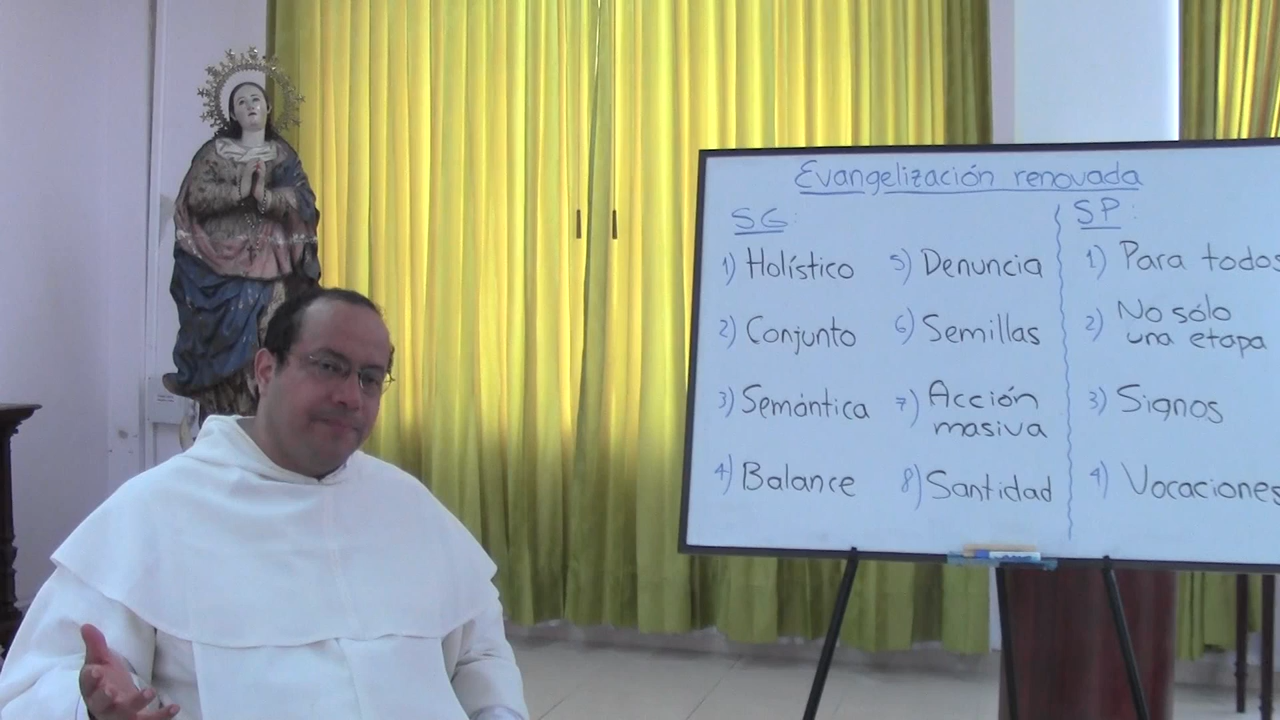 Evangelización renovada
SG:
1) Holístico
2) Conjunto
3) Semántica
4) Balance
5) Denuncia
6) Semillas
7) Acción
masiva
8) Santidad
SP:
1) Para todos
2) No sólo
una etapa
3) Signos
4) Vocaciones